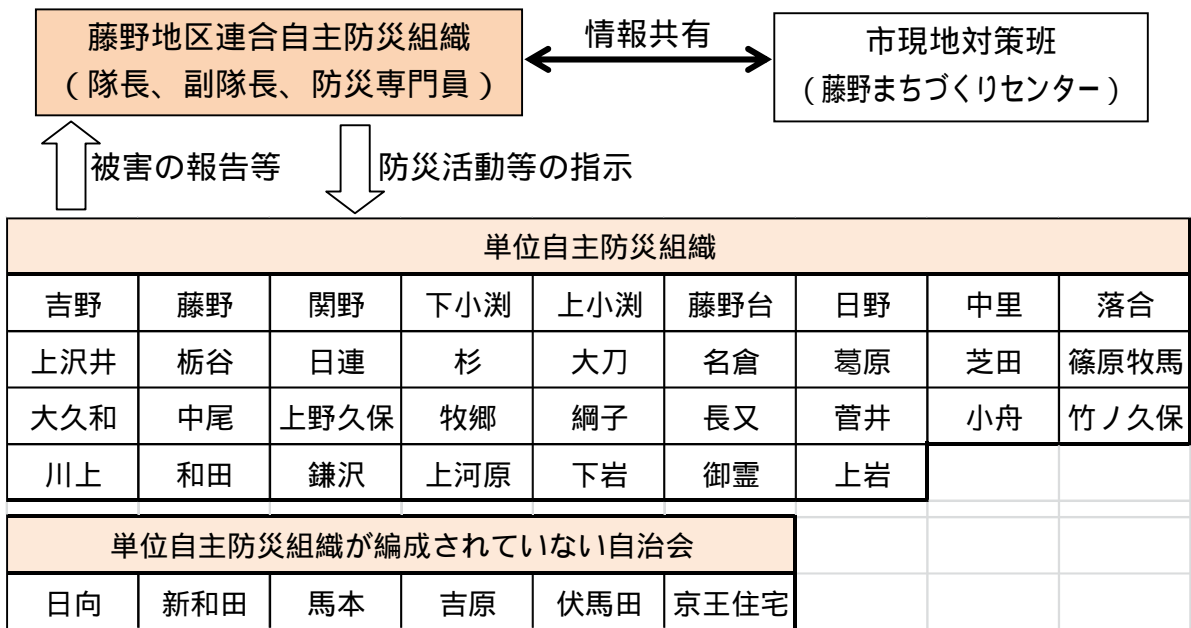 藤野地区連合自主防災組織
（隊長、副隊長、防災専門員）
情報共有
市現地対策班
（藤野まちづくりセンター）
被害の報告等
防災活動等の指示
単位自主防災組織
吉野 藤野 関野 下小渕 上小渕 藤野台 日野 中里 落合
上沢井 栃谷 日連 杉 大刀 名倉 葛原 芝田 篠原牧馬
大久和 中尾 上野久保 牧郷 綱子 長又 菅井 小舟 竹ノ久保
川上 和田 鎌沢 上河原 下岩 御霊 上岩
単位自主防災組織が編成されていない自治会
日向 新和田 馬本 吉原 伏馬田 京王住宅